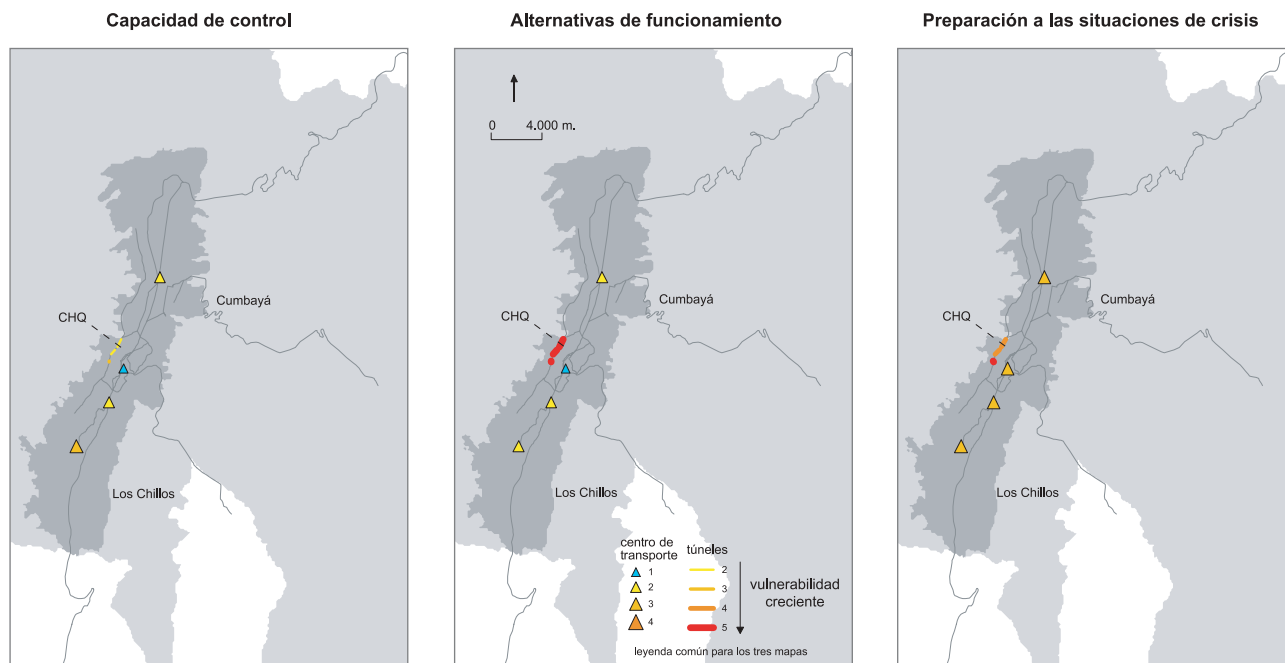 Capacidad de control
Alternativas de funcionamiento
Preparación a las situaciones de crisis
CHQ
Cumbayá
Los Chillos
0 4.000 m.
CHQ
Cumbayá
Los Chillos
centro de
transporte
1
2
3
4
túneles
2
3
4
5
vulnerabilidad
creciente
leyenda común para los tres mapas
CHQ
Cumbayá
Los Chillos